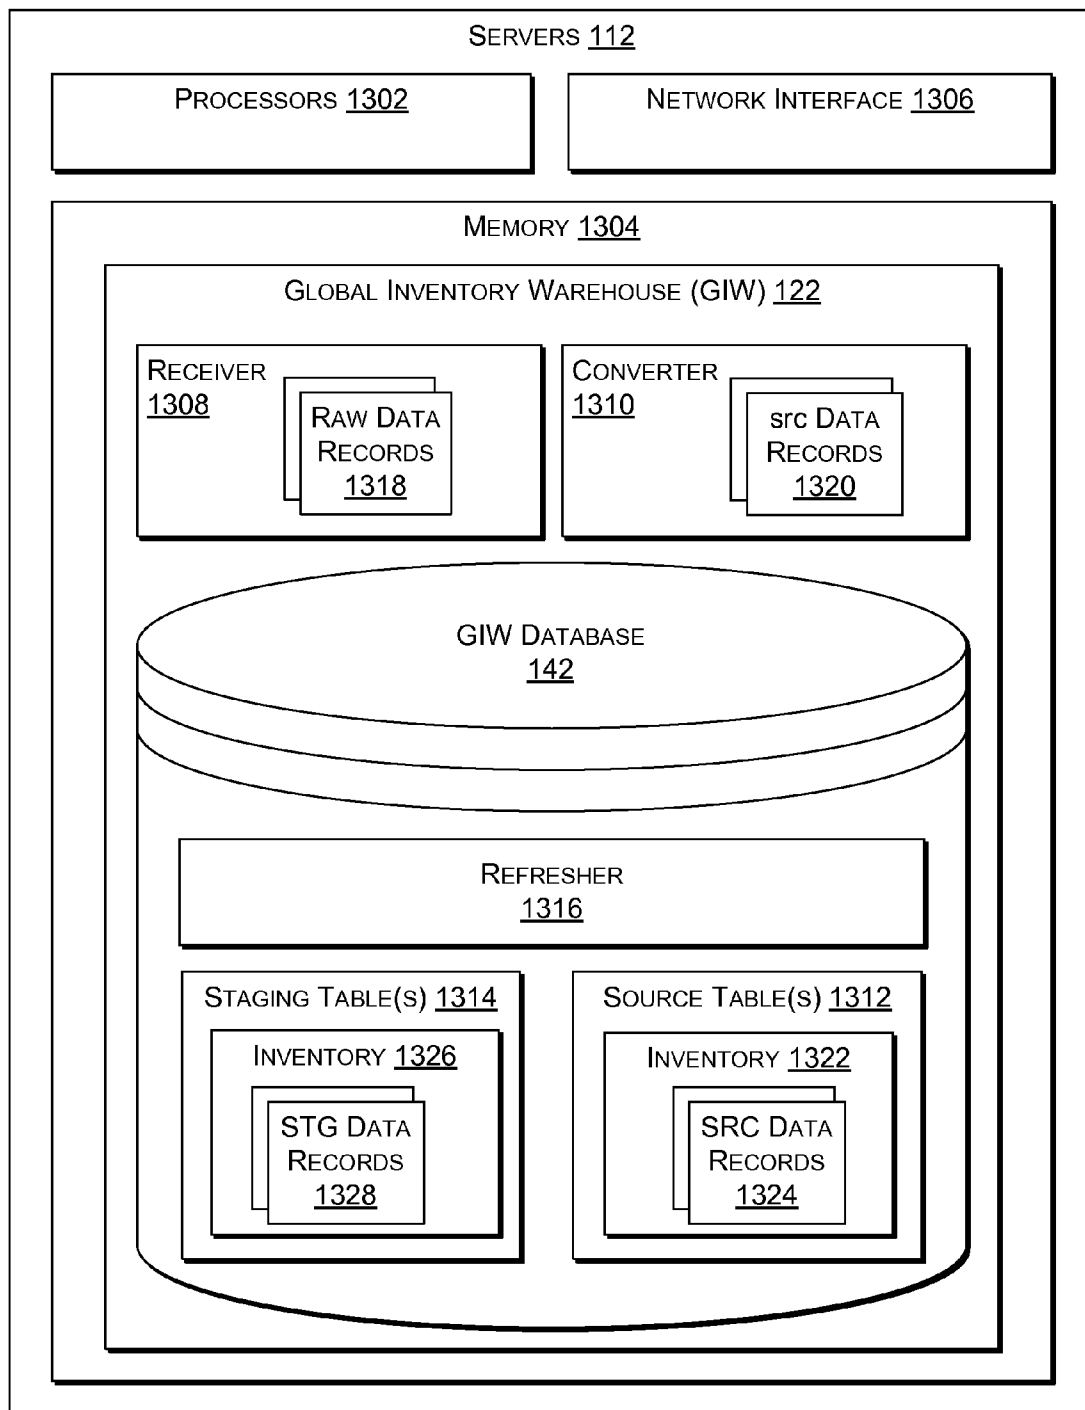 SERVERS 112
PROCESSORS 1302
NETWORK INTERFACE 1306
MEMORY 1304
GLOBAL INVENTORY WAREHOUSE (GIW) 122
RECEIVER
1308
RAW DATA
RECORDS
1318
CONVERTER
1310
src DATA
RECORDS
1320
GIW DATABASE
142
REFRESHER
1316
STAGING TABLE(S) 1314
INVENTORY 1326
STG DATA
RECORDS
1328
SOURCE TABLE(S) 1312
INVENTORY 1322
SRC DATA
RECORDS
1324